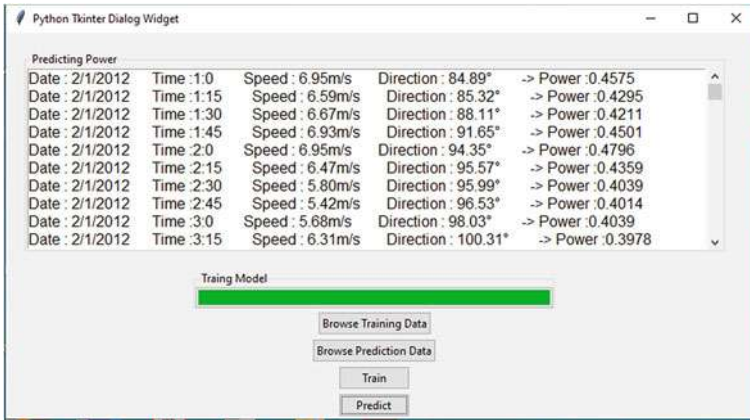 Python Tkinter Dialog Widget
Predicting Power
Date : 2/1/2012 Time :1:0 Speed : 6.95m/s Direction : 84.89° -> Power :0.4575
Date : 2/1/2012 Time :1:15 Speed : 6.59m/s Direction : 85.32° -> Power :0.4295
Date : 2/1/2012 Time :1:30 Speed : 6.67m/s Direction : 88.11° -> Power :0.4211
Date : 2/1/2012 Time :1:45 Speed : 6.93m/s Direction : 91.65° -> Power :0.4501
Date : 2/1/2012 Time :2:0 Speed : 6.95m/s Direction : 94.35° -> Power :0.4796
Date : 2/1/2012 Time :2:15 Speed : 6.47m/s Direction : 95.57° -> Power :0.4359
Date : 2/1/2012 Time :2:30 Speed : 5.80m/s Direction : 95.99° -> Power :0.4039
Date : 2/1/2012 Time :2:45 Speed : 5.42m/s Direction : 96.53° -> Power :0.4014
Date : 2/1/2012 Time :3:0 Speed : 5.68m/s Direction : 98.03° -> Power :0.4039
Date : 2/1/2012 Time :3:15 Speed : 6.31m/s Direction : 100.31° -> Power :0.3978
Traing Model
Browse Training Data
Browse Prediction Data
Train
Predict